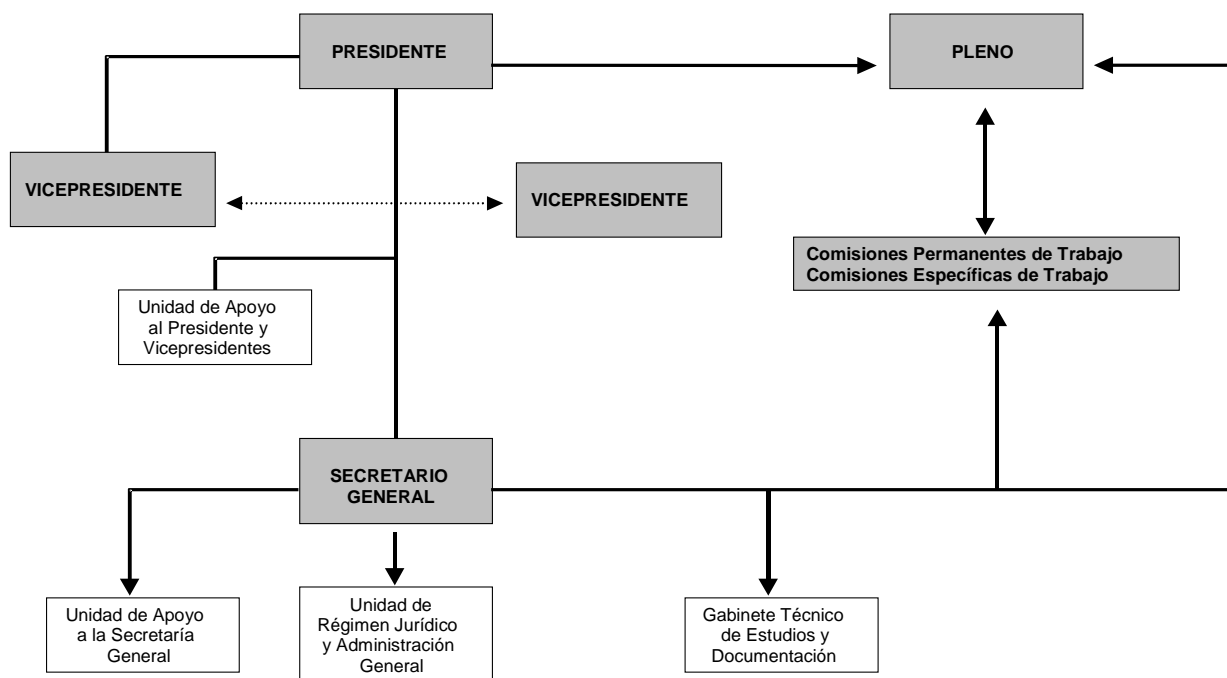 PRESIDENTE
PLENO
VICEPRESIDENTE
VICEPRESIDENTE
Comisiones Permanentes de Trabajo
Comisiones Específicas de Trabajo
Unidad de Apoyo
al Presidente y
Vicepresidentes
SECRETARIO
GENERAL
Unidad de Apoyo
a la Secretaría
General
Unidad de
Régimen Jurídico
y Administración
General
Gabinete Técnico
de Estudios y
Documentación